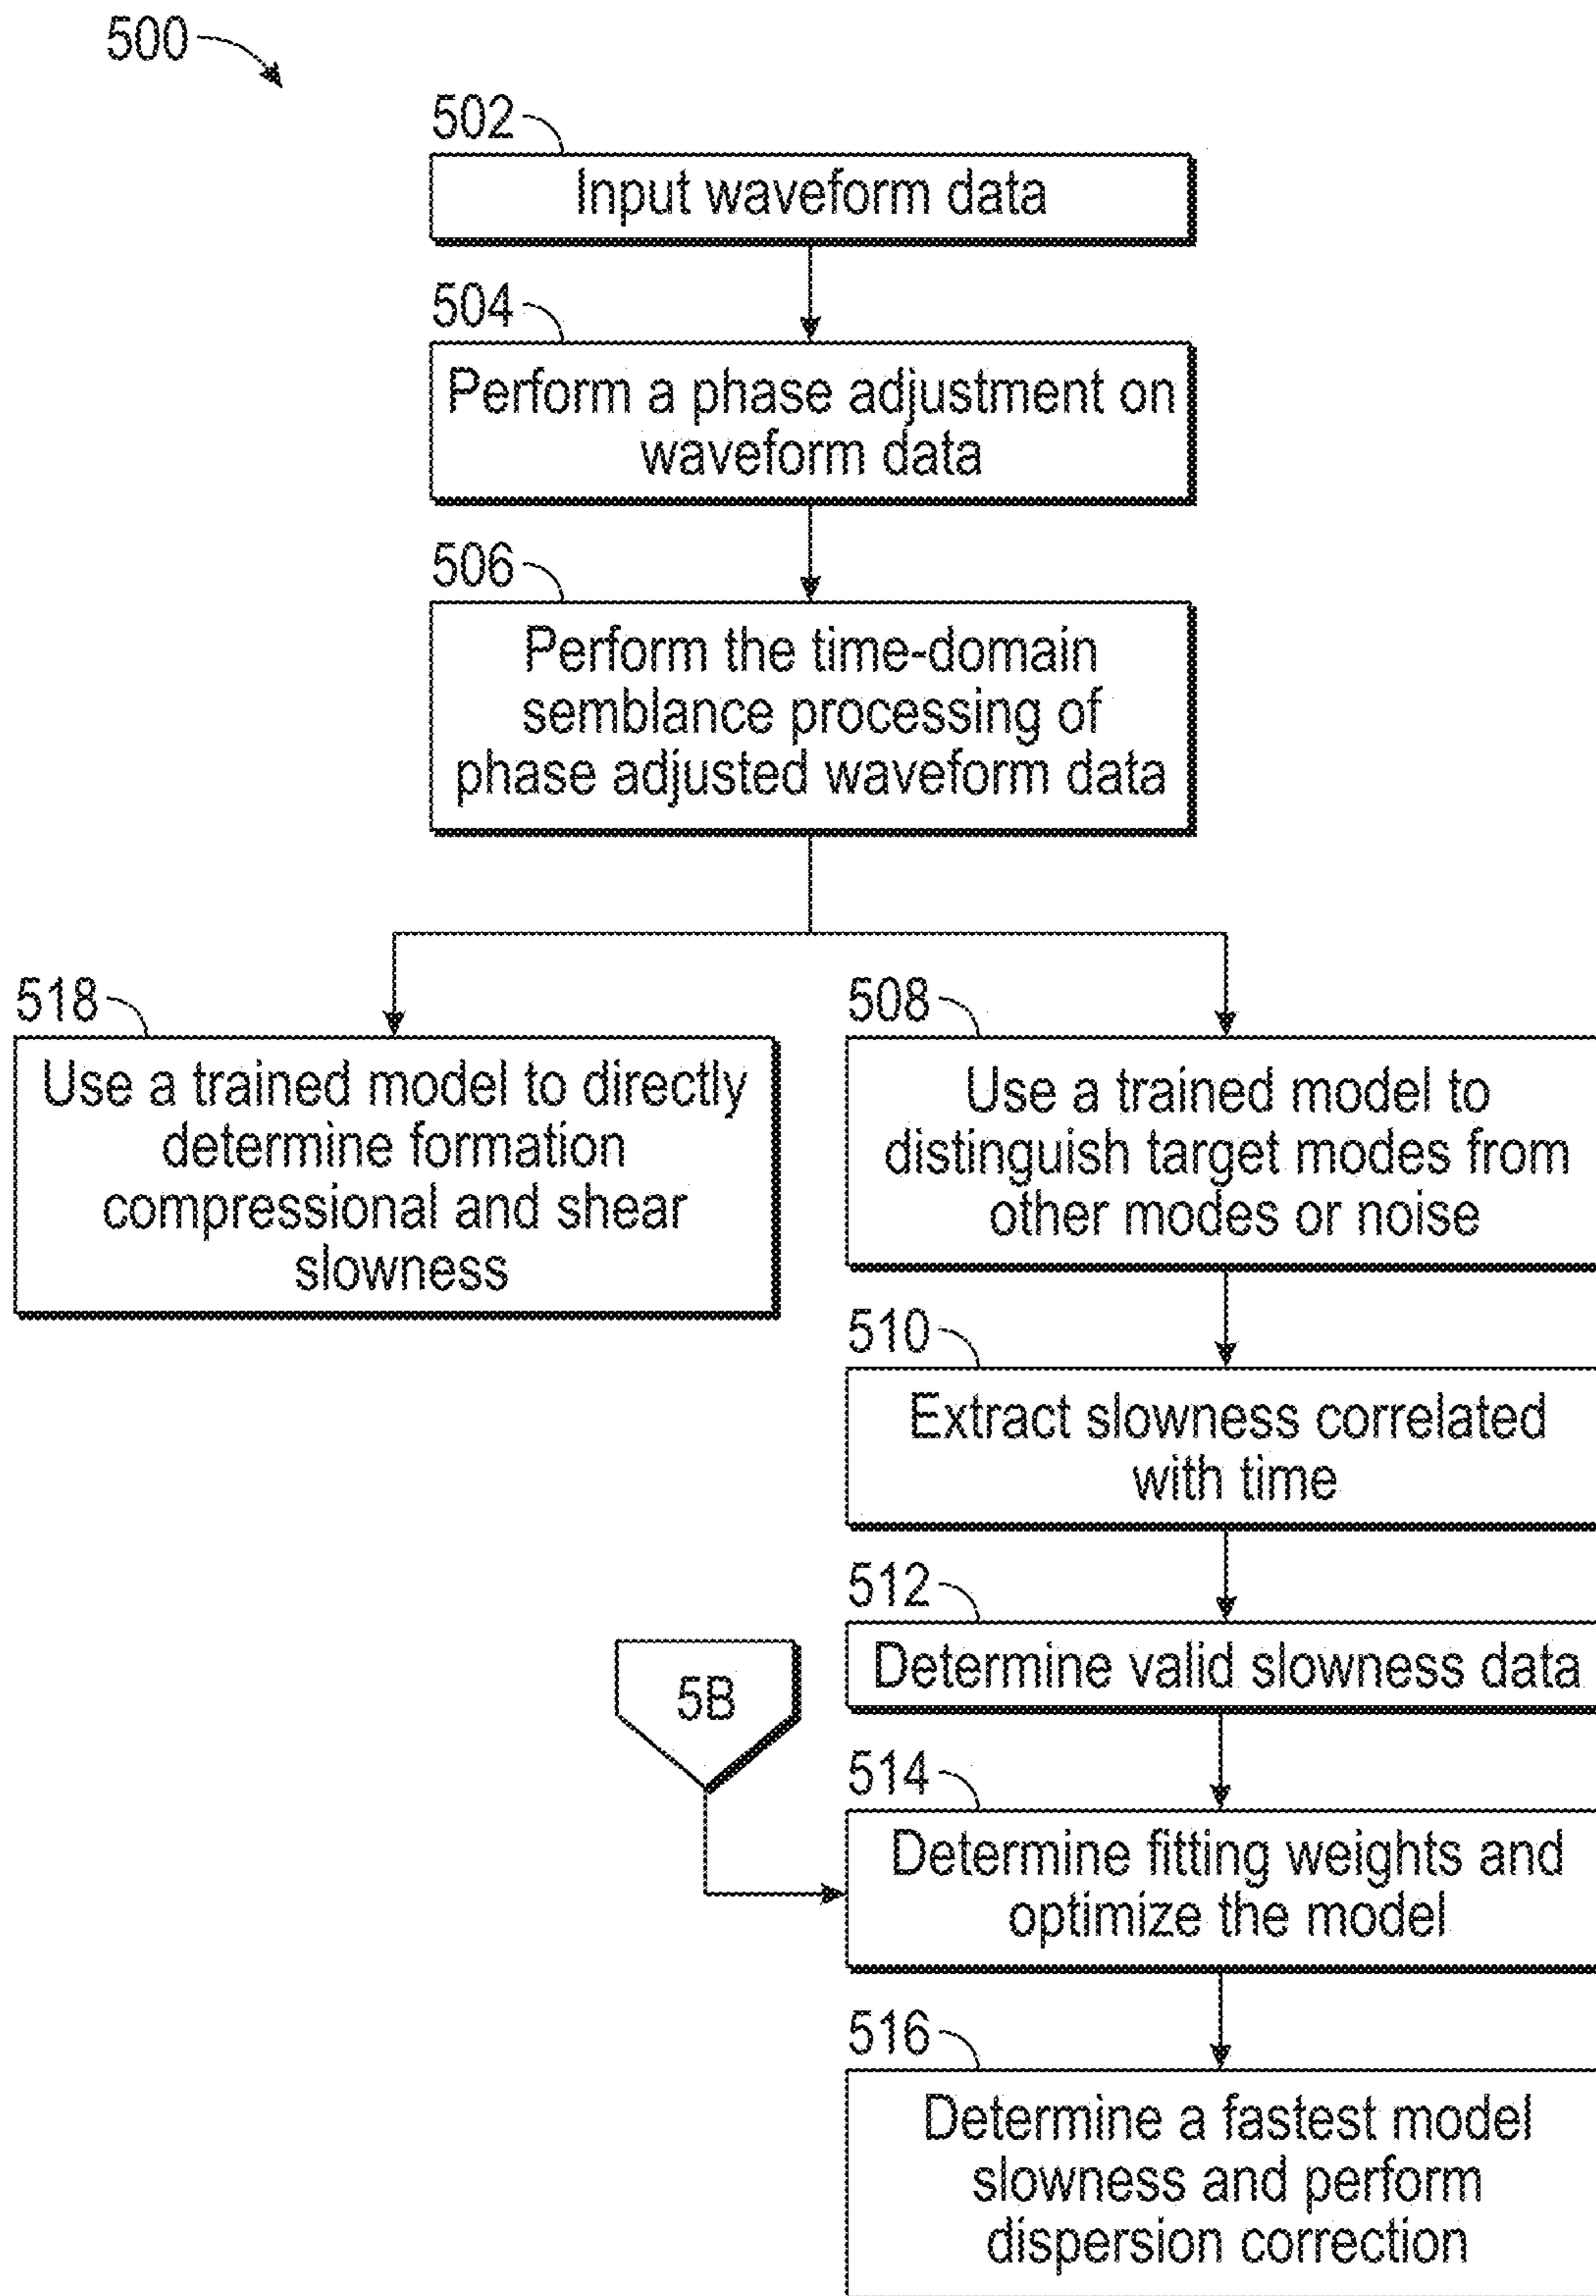 500
502
Input waveform data
504
Perform a phase adjustment on
waveform data
506
Perform the time-domain
semblance processing of
phase adjusted waveform data
518
Use a trained model to directly
determine formation
compressional and shear
slowness
508
Use a trained model to
distinguish target modes from
other modes or noise
510
Extract slowness correlated
with time
512
Determine valid slowness data
5B
514
Determine fitting weights and
optimize the model
516
Determine a fastest model
slowness and perform
dispersion correction